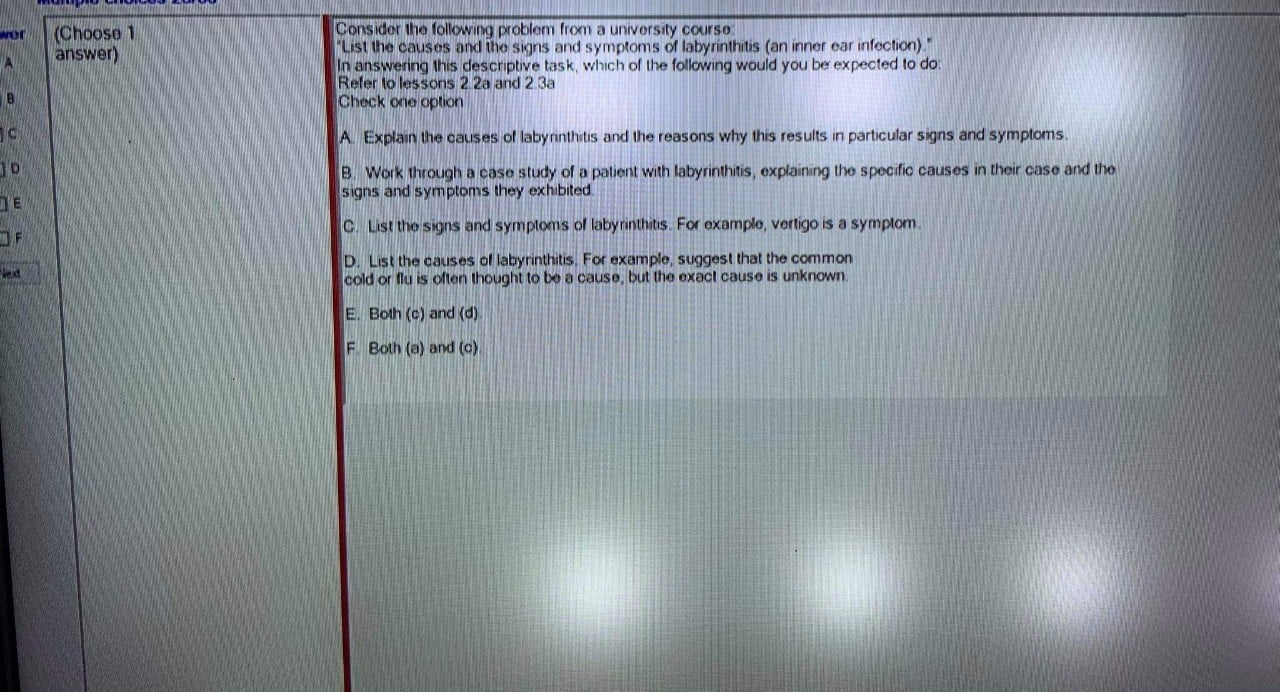 (Choose 1
answer)
A
B
C
D
E
F
Next
Consider the following problem from a university course:
"List the causes and the signs and symptoms of labyrinthitis (an inner ear infection)."
In answering this descriptive task, which of the following would you be expected to do:
Refer to lessons 2.2a and 2.3a
Check one option
A. Explain the causes of labyrinthitis and the reasons why this results in particular signs and symptoms.
B. Work through a case study of a patient with labyrinthitis, explaining the specific causes in their case and the
signs and symptoms they exhibited.
C. List the signs and symptoms of labyrinthitis. For example, vertigo is a symptom.
D. List the causes of labyrinthitis. For example, suggest that the common
cold or flu is often thought to be a cause, but the exact cause is unknown.
E. Both (c) and (d).
F. Both (a) and (c).